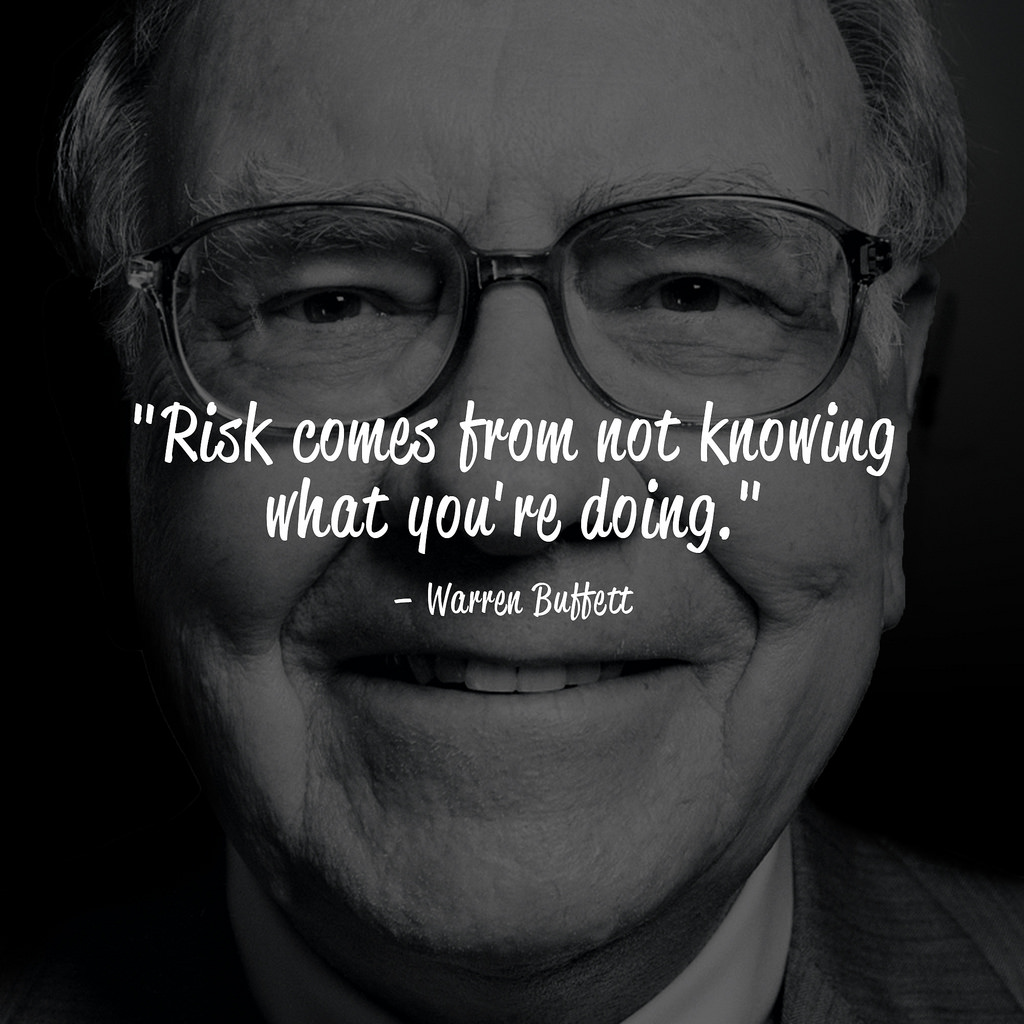 "Risk comes from not knowing
what you're doing."
– Warren Buffett